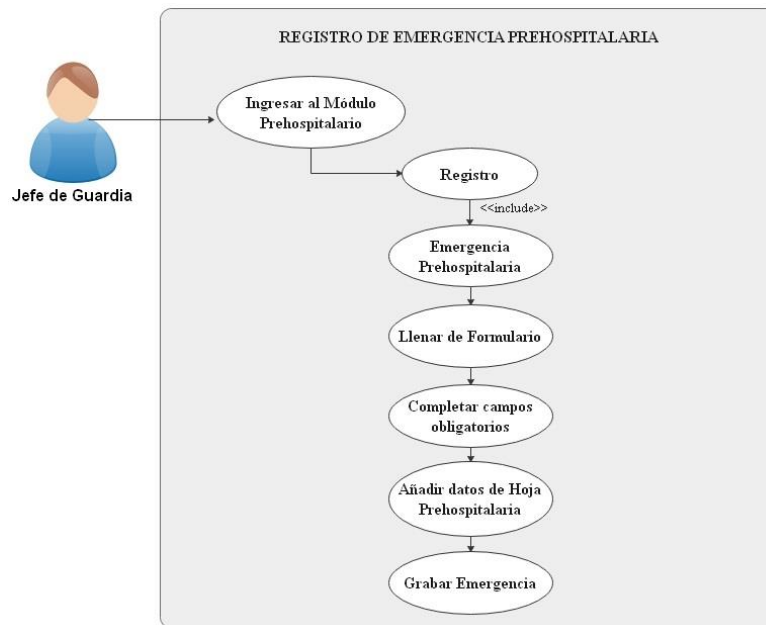 REGISTRO DE EMERGENCIA PREHOSPITALARIA
Ingresar al Módulo
Prehospitalario
Jefe de Guardia
Registro
<<include>>
Emergencia
Prehospitalaria
Llenar de Formulario
Completar campos
obligatorios
Añadir datos de Hoja
Prehospitalaria
Grabar Emergencia